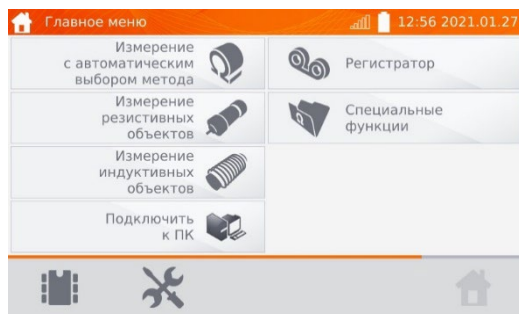 Главное меню
12:56 2021.01.27
Измерение
с автоматическим
выбором метода
Регистратор
Измерение
резистивных
объектов
Специальные
функции
Измерение
индуктивных
объектов
Подключить
к ПК